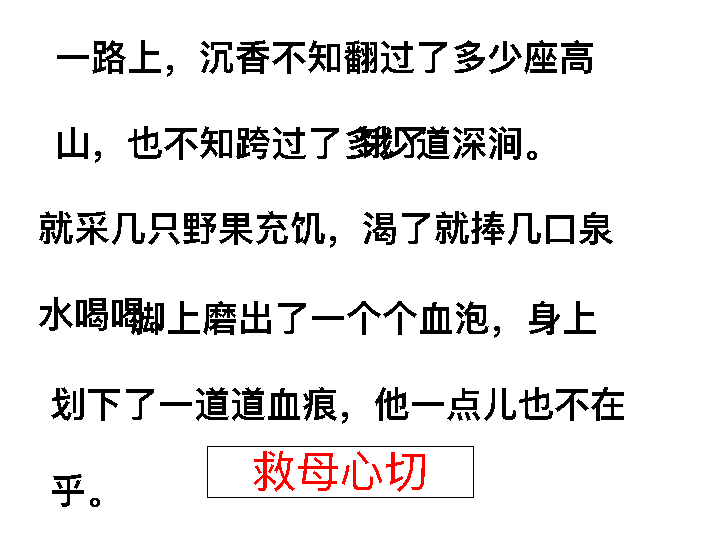 一路上，沉香不知翻过了多少座高
山，也不知跨过了多少道深涧。饿了
就采几只野果充饥，渴了就捧几口泉
水喝喝。脚上磨出了一个个血泡，身上
划下了一道道血痕，他一点儿也不在
乎。
救母心切